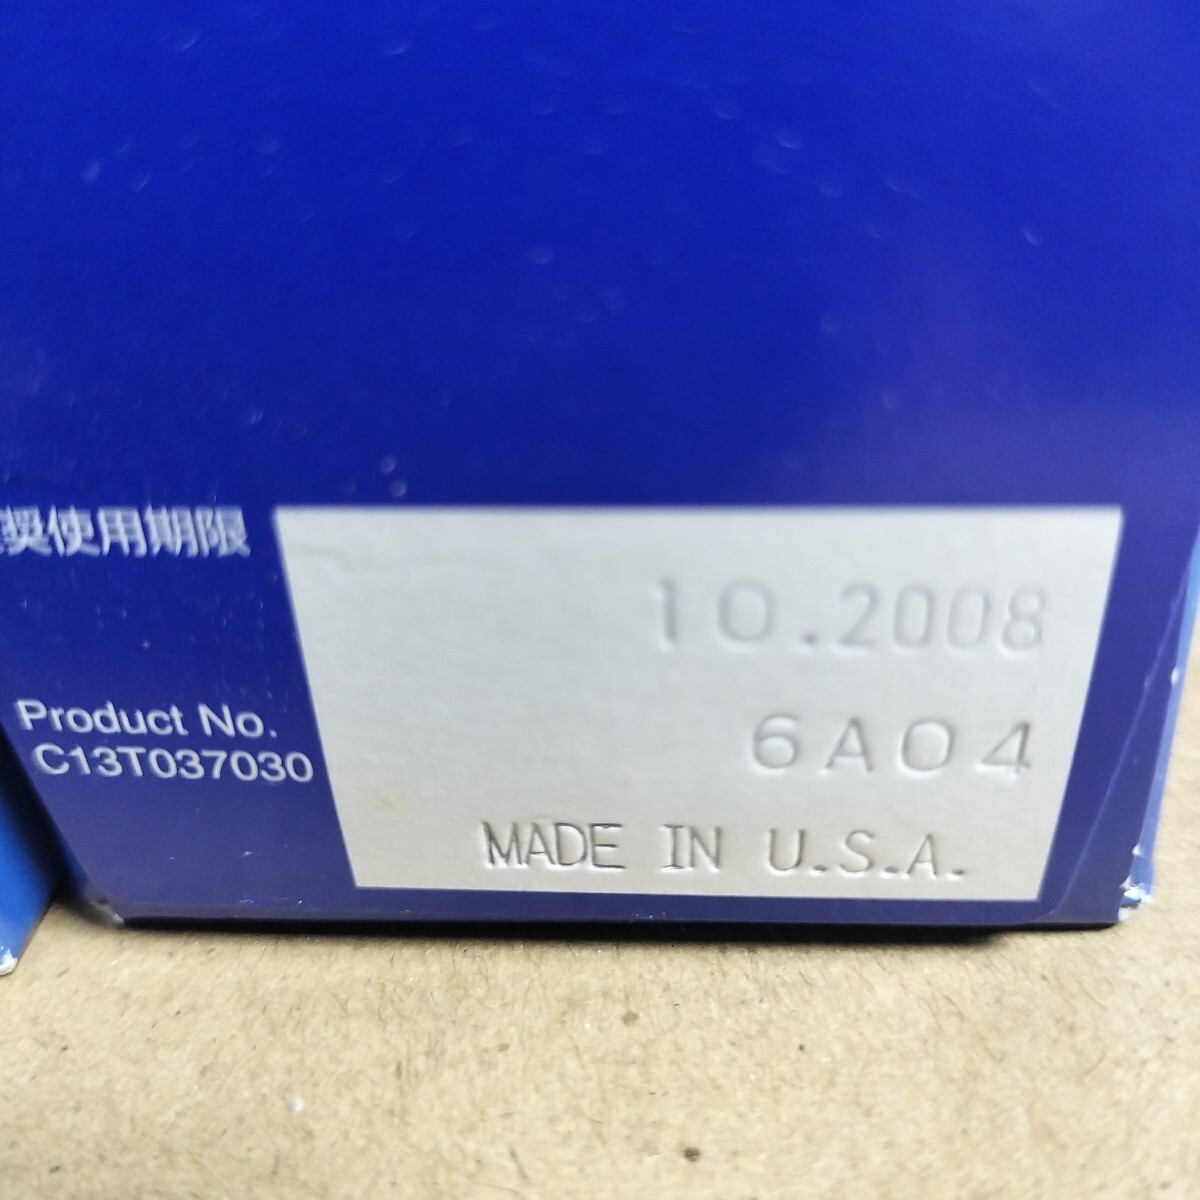 奨使用期限
10.2008
6A04
Product No.
C13T037030
MADE IN U.S.A.